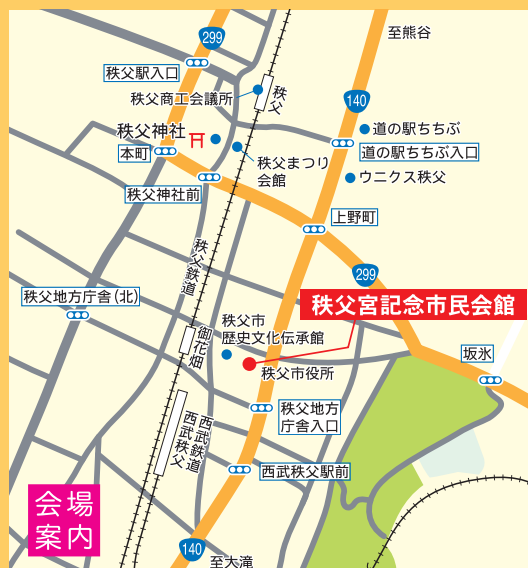 299
至熊谷
秩父駅入口
秩父
秩父商工会議所
140
道の駅ちちぶ
秩父神社
本町
道の駅ちちぶ入口
秩父まつり
会館
ウニクス秩父
秩父神社前
上野町
秩父鉄道
299
秩父地方庁舎(北)
秩父宮記念市民会館
秩父市
歴史文化伝承館
御花畑
坂氷
秩父市役所
秩父地方
庁舎入口
西武鉄道
西武秩父
西武秩父駅前
会場
案内
140
至大滝